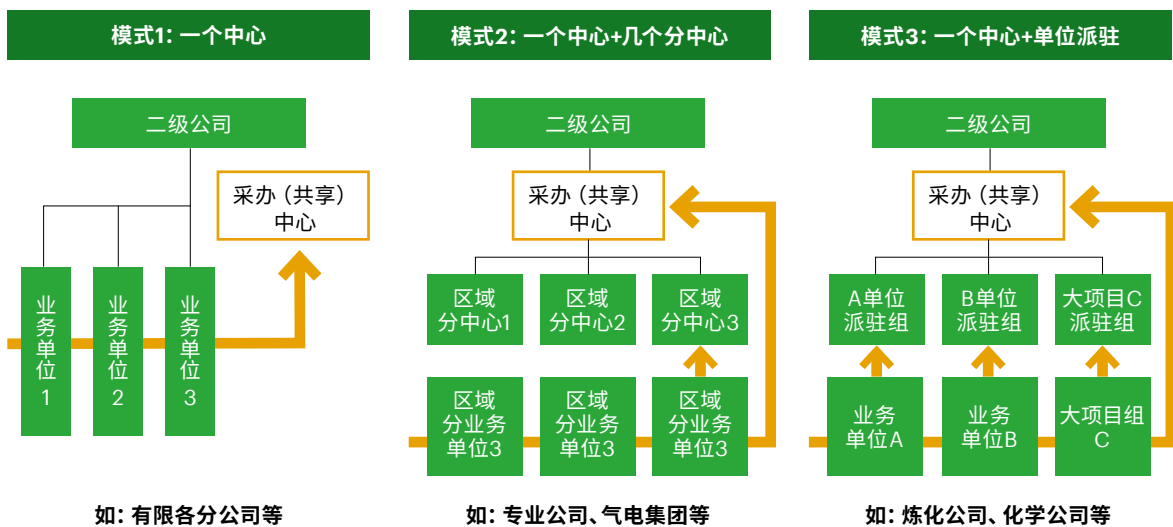 模式1: 一个中心
二级公司
采办（共享）
中心
业
务
单
位
1
业
务
单
位
2
业
务
单
位
3
如: 有限各分公司等
模式2: 一个中心+几个分中心
二级公司
采办（共享）
中心
区域
分中心1
区域
分中心2
区域
分中心3
区域
分业务
单位3
区域
分业务
单位3
区域
分业务
单位3
如: 专业公司、气电集团等
模式3: 一个中心+单位派驻
二级公司
采办（共享）
中心
A单位
派驻组
B单位
派驻组
大项目C
派驻组
业务
单位A
业务
单位B
大项目组
C
如: 炼化公司、化学公司等